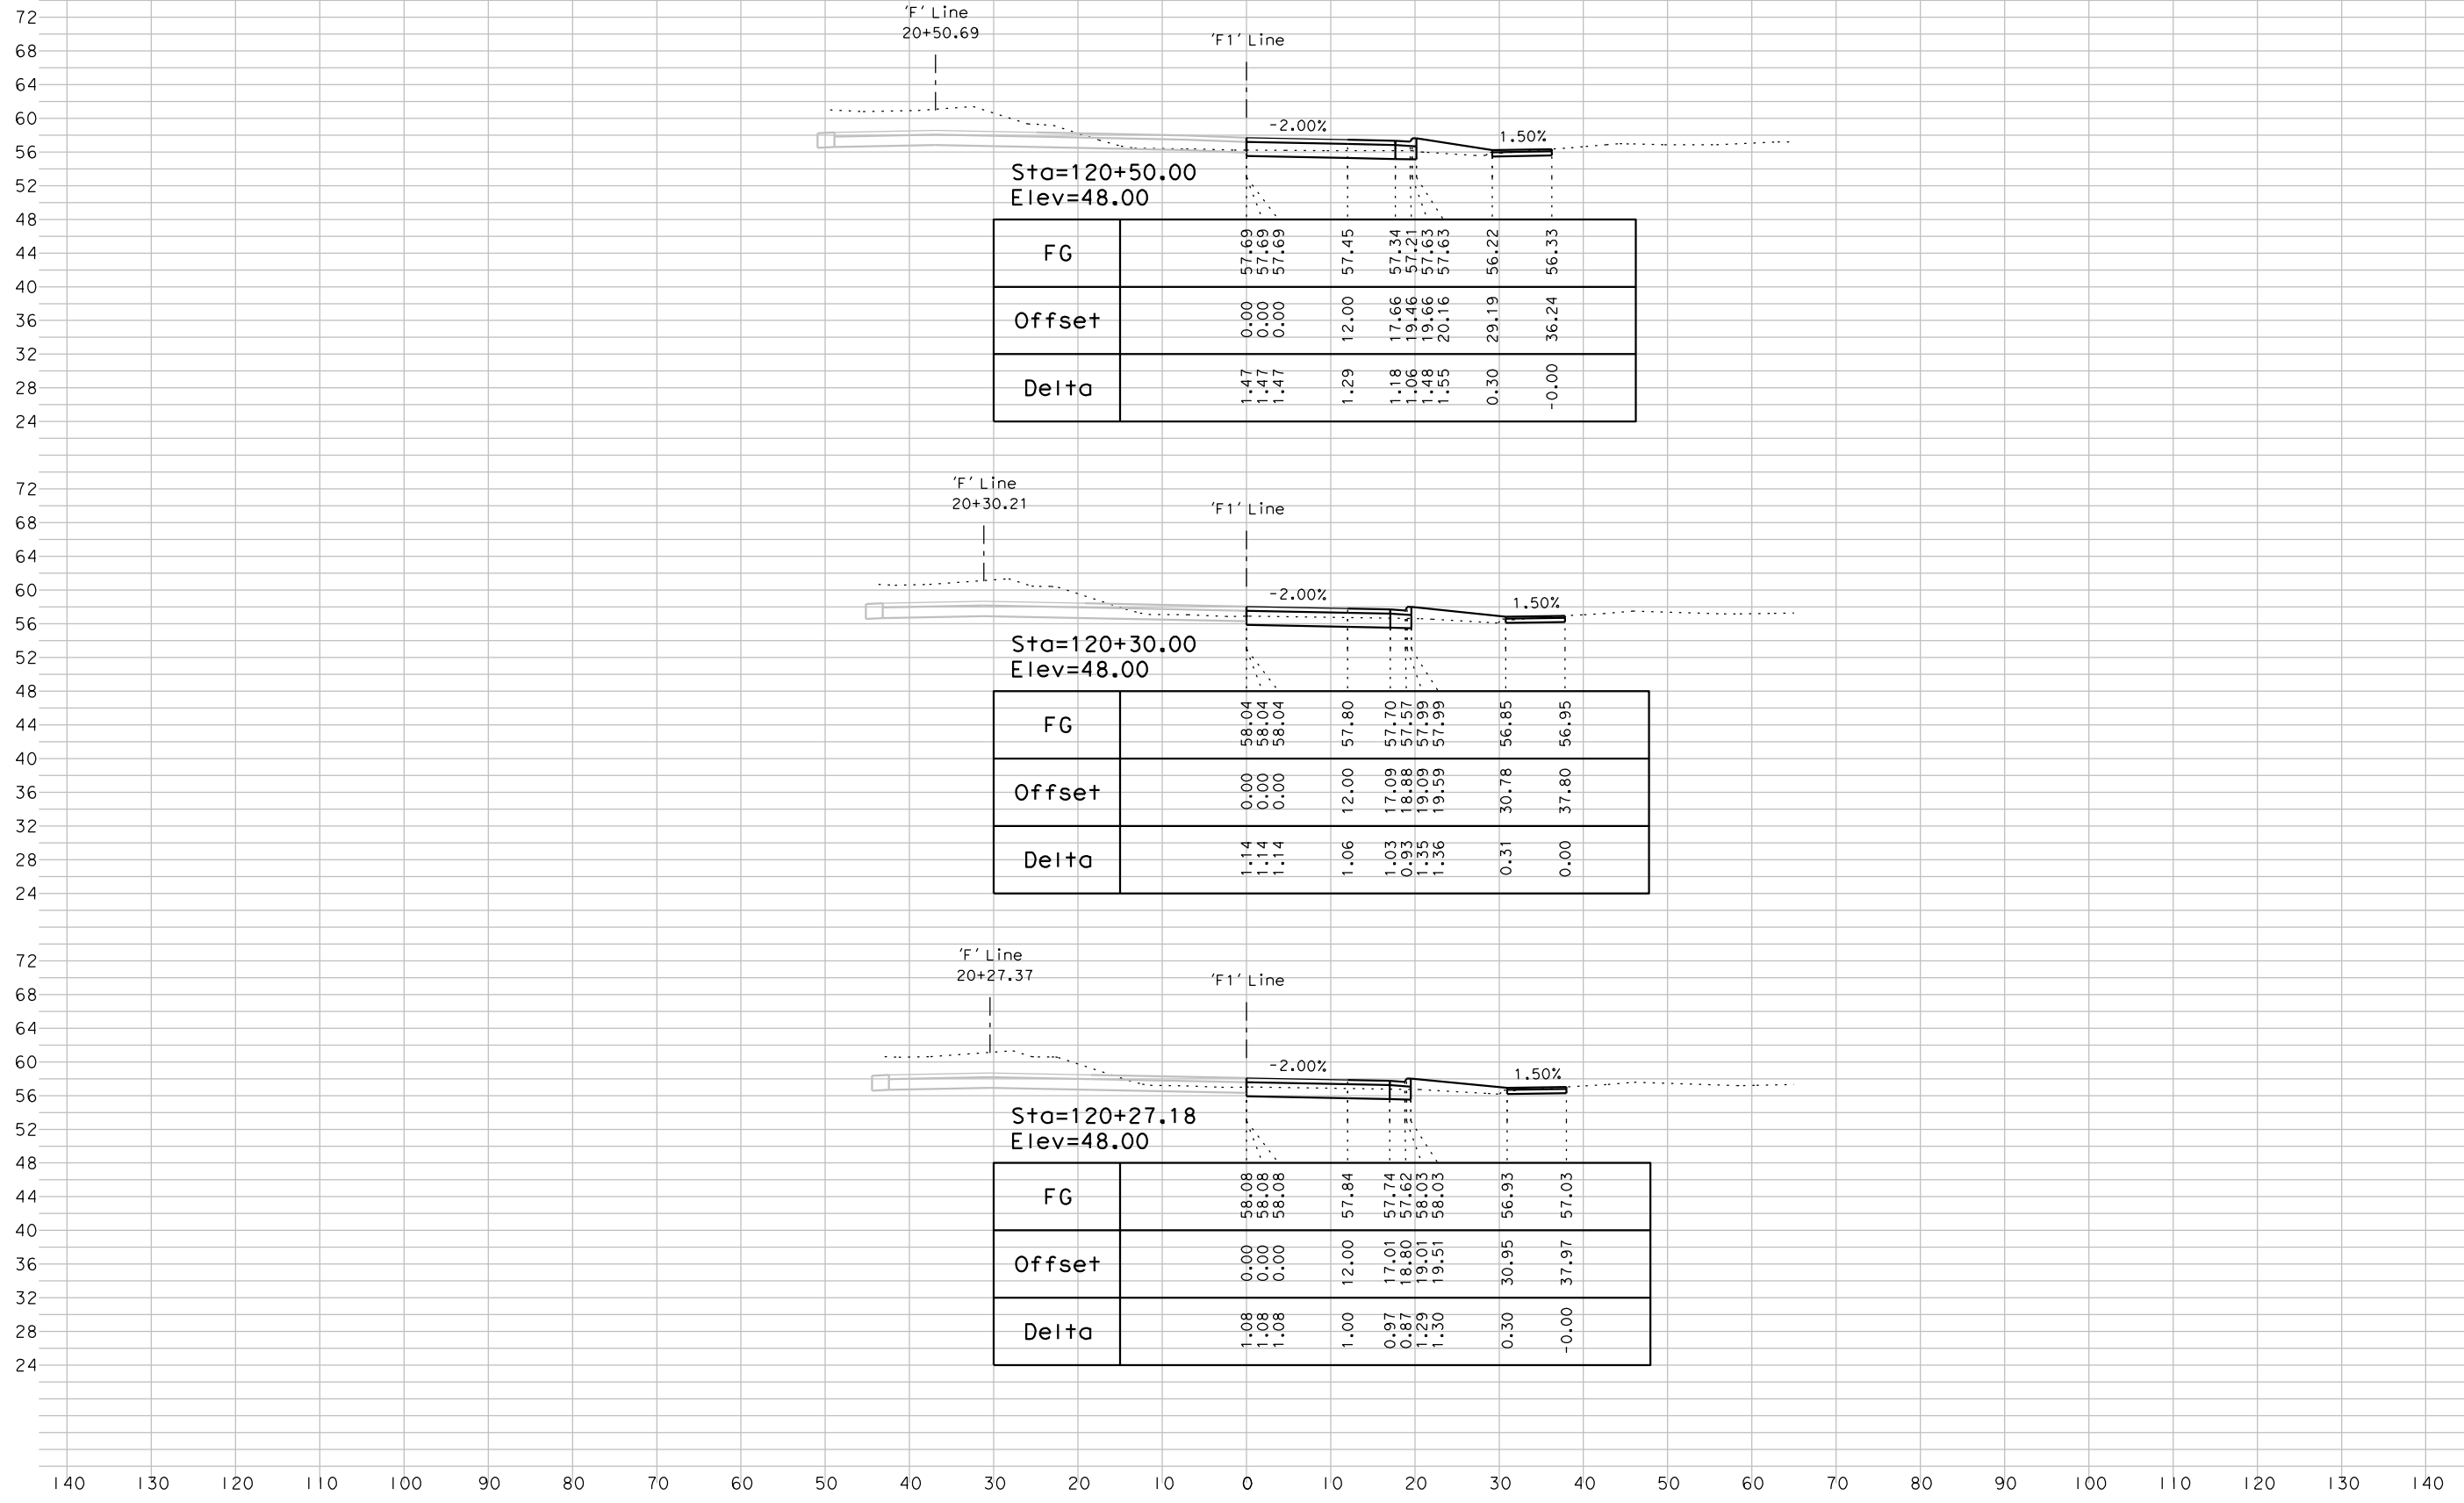 'F' Line
20+50.69
'F1' Line
72
68
64
60
56
52
48
44
40
36
32
28
24
-2.00%
1.50%
Sta=120+50.00
Elev=48.00
FG 57.69 57.69 57.69 57.45 57.34 57.21 57.63 57.63 56.22 56.33
Offset 0.00 0.00 0.00 12.00 17.66 19.46 19.66 20.16 29.19 36.24
Delta 1.47 1.47 1.47 1.29 1.18 1.06 1.48 1.55 0.30 -0.00
'F' Line
20+30.21
'F1' Line
72
68
64
60
56
52
48
44
40
36
32
28
24
-2.00%
1.50%
Sta=120+30.00
Elev=48.00
FG 58.04 58.04 58.04 57.80 57.70 57.57 57.99 57.99 56.85 56.95
Offset 0.00 0.00 0.00 12.00 17.09 18.88 19.09 19.59 30.78 37.80
Delta 1.14 1.14 1.14 1.06 1.03 0.93 1.35 1.36 0.31 0.00
'F' Line
20+27.37
'F1' Line
72
68
64
60
56
52
48
44
40
36
32
28
24
-2.00%
1.50%
Sta=120+27.18
Elev=48.00
FG 58.08 58.08 58.08 57.84 57.74 57.62 58.03 58.03 56.93 57.03
Offset 0.00 0.00 0.00 12.00 17.01 18.80 19.01 19.51 30.95 37.97
Delta 1.08 1.08 1.08 1.00 0.97 0.87 1.29 1.30 0.30 -0.00
140 130 120 110 100 90 80 70 60 50 40 30 20 10 0 10 20 30 40 50 60 70 80 90 100 110 120 130 140